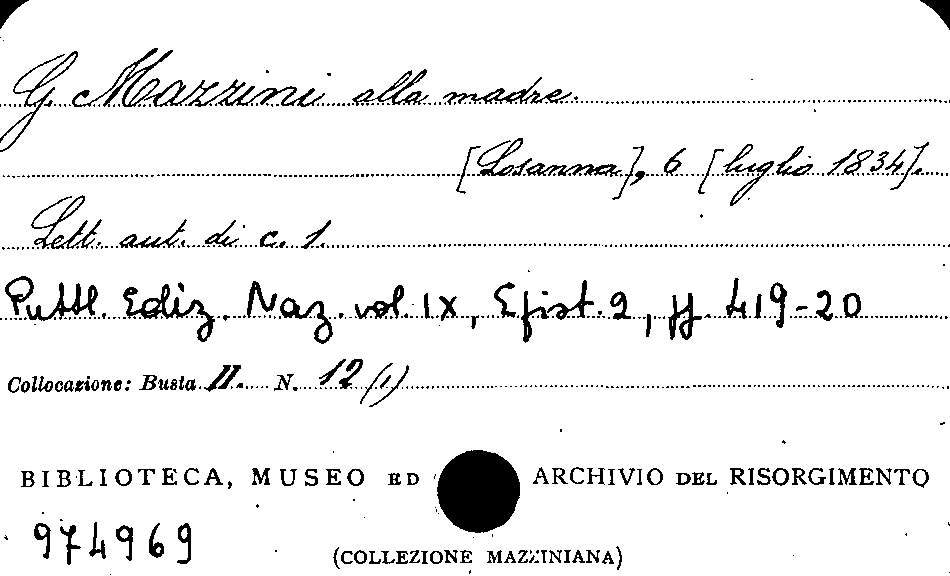 G. Mazzini alla madre.
[Losanna], 6 [luglio 1834].
Lett. aut. di c. 1.
Pubbl. Ediz. Naz. vol. IX, Epist. 2, pp. 419-20
Collocazione: Busta II. N. 12 (1)
BIBLIOTECA, MUSEO ED ARCHIVIO DEL RISORGIMENTO
974969
(COLLEZIONE MAZZINIANA)